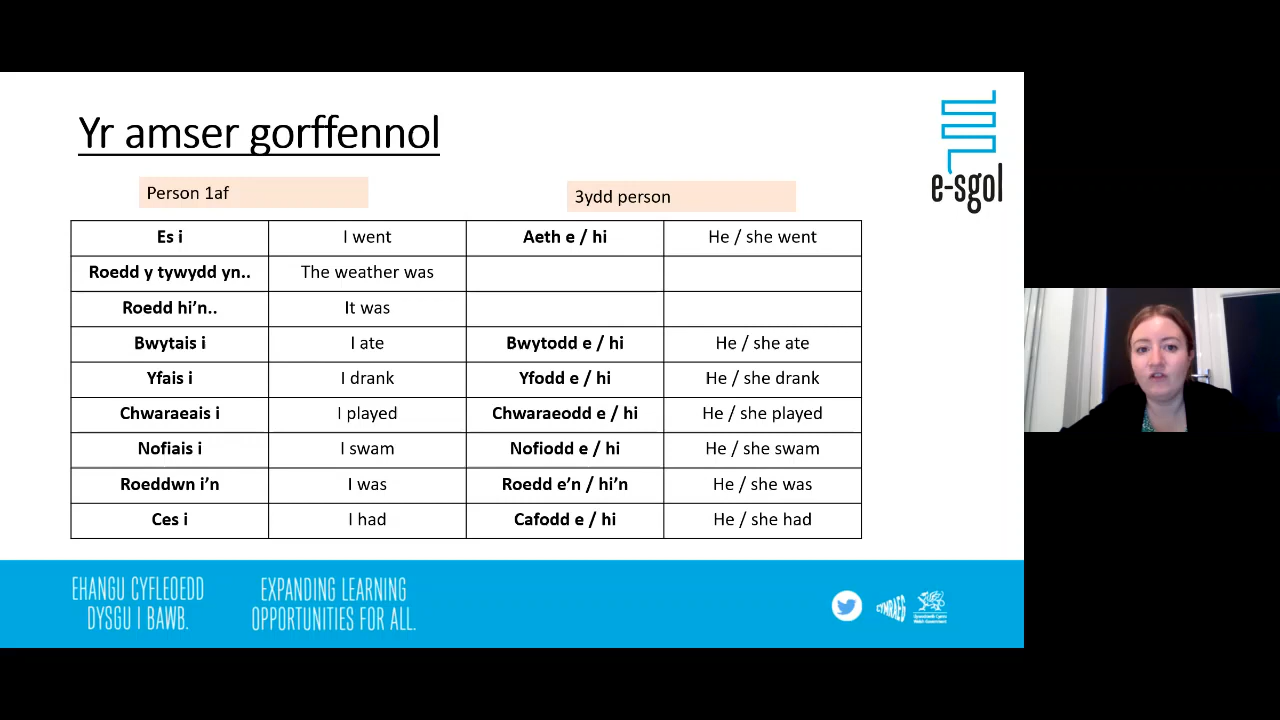 Yr amser gorffennol
e-sgol
Person 1af
3ydd person
Es i I went Aeth e / hi He / she went
Roedd y tywydd yn.. The weather was
Roedd hi’n.. It was
Bwytais i I ate Bwytodd e / hi He / she ate
Yfais i I drank Yfodd e / hi He / she drank
Chwaraeais i I played Chwaraeodd e / hi He / she played
Nofiais i I swam Nofiodd e / hi He / she swam
Roeddwn i’n I was Roedd e’n / hi’n He / she was
Ces i I had Cafodd e / hi He / she had
EHANGU CYFLEOEDD
DYSGU I BAWB.
EXPANDING LEARNING
OPPORTUNITIES FOR ALL.
CYMRAEG